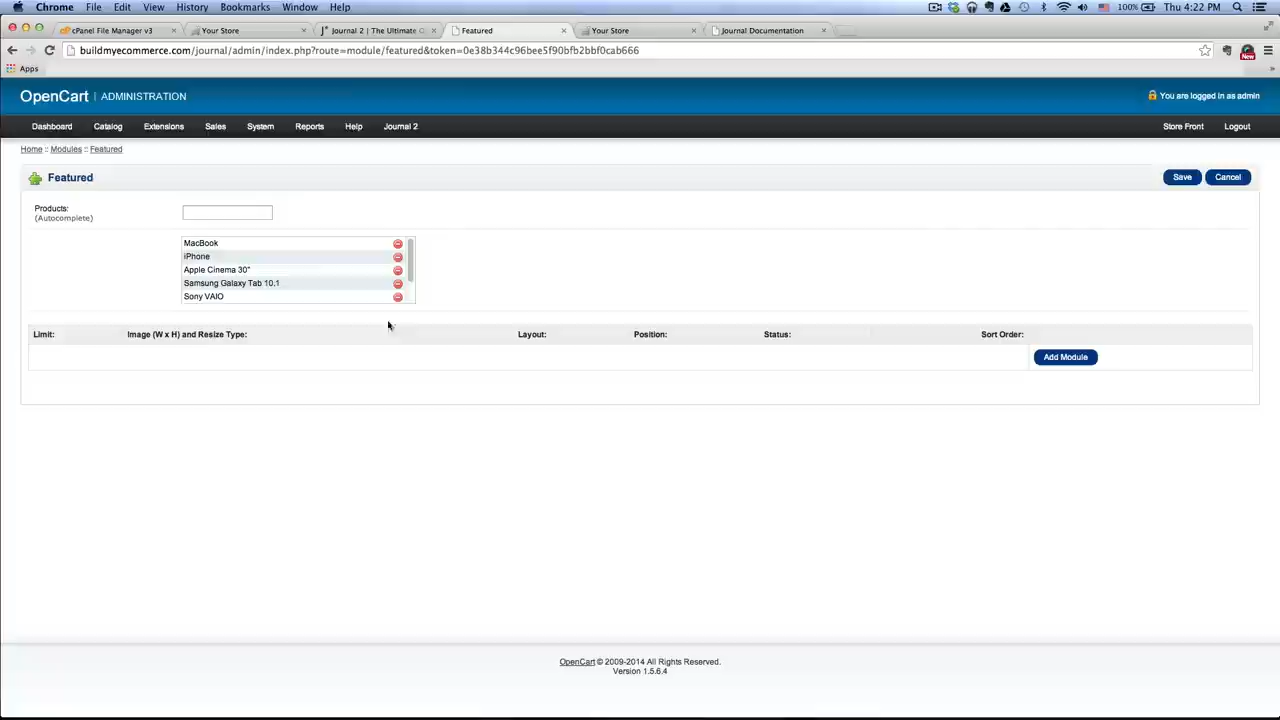 Chrome File Edit View History Bookmarks Window Help 100% Thu 4:22 PM
cPanel File Manager v3 Your Store Journal 2 | The Ultimate O Featured Your Store Journal Documentation
buildmyecommerce.com/journal/admin/index.php?route=module/featured&token=0e38b344c96bee5f90bfb2bbf0cab666
New
Apps »
OpenCart | ADMINISTRATION You are logged in as admin
Dashboard Catalog Extensions Sales System Reports Help Journal 2 Store Front Logout
Home :: Modules :: Featured
Featured Save Cancel
Products:
(Autocomplete)
MacBook
iPhone
Apple Cinema 30"
Samsung Galaxy Tab 10.1
Sony VAIO
Limit: Image (W x H) and Resize Type: Layout: Position: Status: Sort Order:
Add Module
OpenCart © 2009-2014 All Rights Reserved.
Version 1.5.6.4